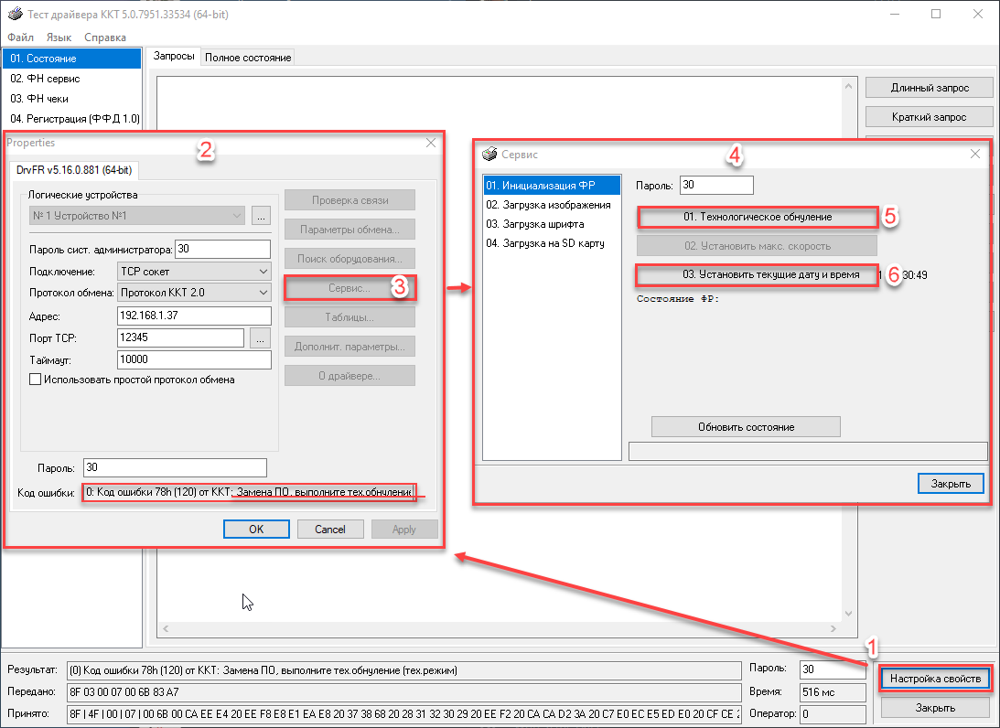 Тест драйвера ККТ 5.0.7951.33534 (64-bit)
Файл Язык Справка
01. Состояние
02. ФН сервис
03. ФН чеки
04. Регистрация (ФФД 1.0)
Запросы Полное состояние
Длинный запрос
Краткий запрос
Properties
2
DrvFR v5.16.0.881 (64-bit)
Логические устройства
№ 1 Устройство №1
...
Пароль сист. администратора: 30
Подключение: TCP сокет
Протокол обмена: Протокол ККТ 2.0
Адрес: 192.168.1.37
Порт TCP: 12345
...
Таймаут: 10000
Использовать простой протокол обмена
Проверка связи
Параметры обмена...
Поиск оборудования...
Сервис... 3
Таблицы...
Дополнит. параметры...
О драйвере...
Пароль: 30
Код ошибки: 0: Код ошибки 78h (120) от ККТ: Замена ПО, выполните тех.обнуление
OK Cancel Apply
Сервис
4
01. Инициализация ФР
02. Загрузка изображения
03. Загрузка шрифта
04. Загрузка на SD карту
Пароль: 30
01. Технологическое обнуление 5
02. Установить макс. скорость
03. Установить текущие дату и время 6 30:49
Состояние ФР:
Обновить состояние
Закрыть
1
Результат: (0) Код ошибки 78h (120) от ККТ: Замена ПО, выполните тех.обнуление (тех.режим)
Передано: 8F 03 00 07 00 6B 83 A7
Принято: 8F | 4F | 00 | 07 | 00 6B 00 CA EE E4 20 EE F8 E8 E1 EA E8 20 37 38 68 20 28 31 32 30 29 20 EE F2 20 CA CA D2 3A 20 C7 E0 EC E5 ED E0 20 CF CE
Пароль: 30
Время: 516 мс
Оператор: 0
Настройка свойств
Закрыть